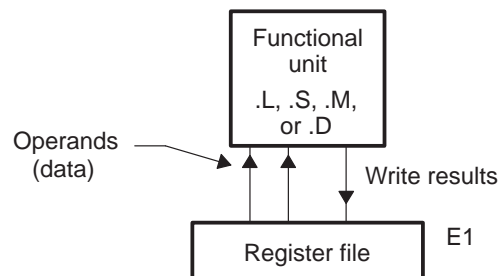 Functional
unit
.L, .S, .M,
or .D
Operands
(data)
Write results
Register file
E1